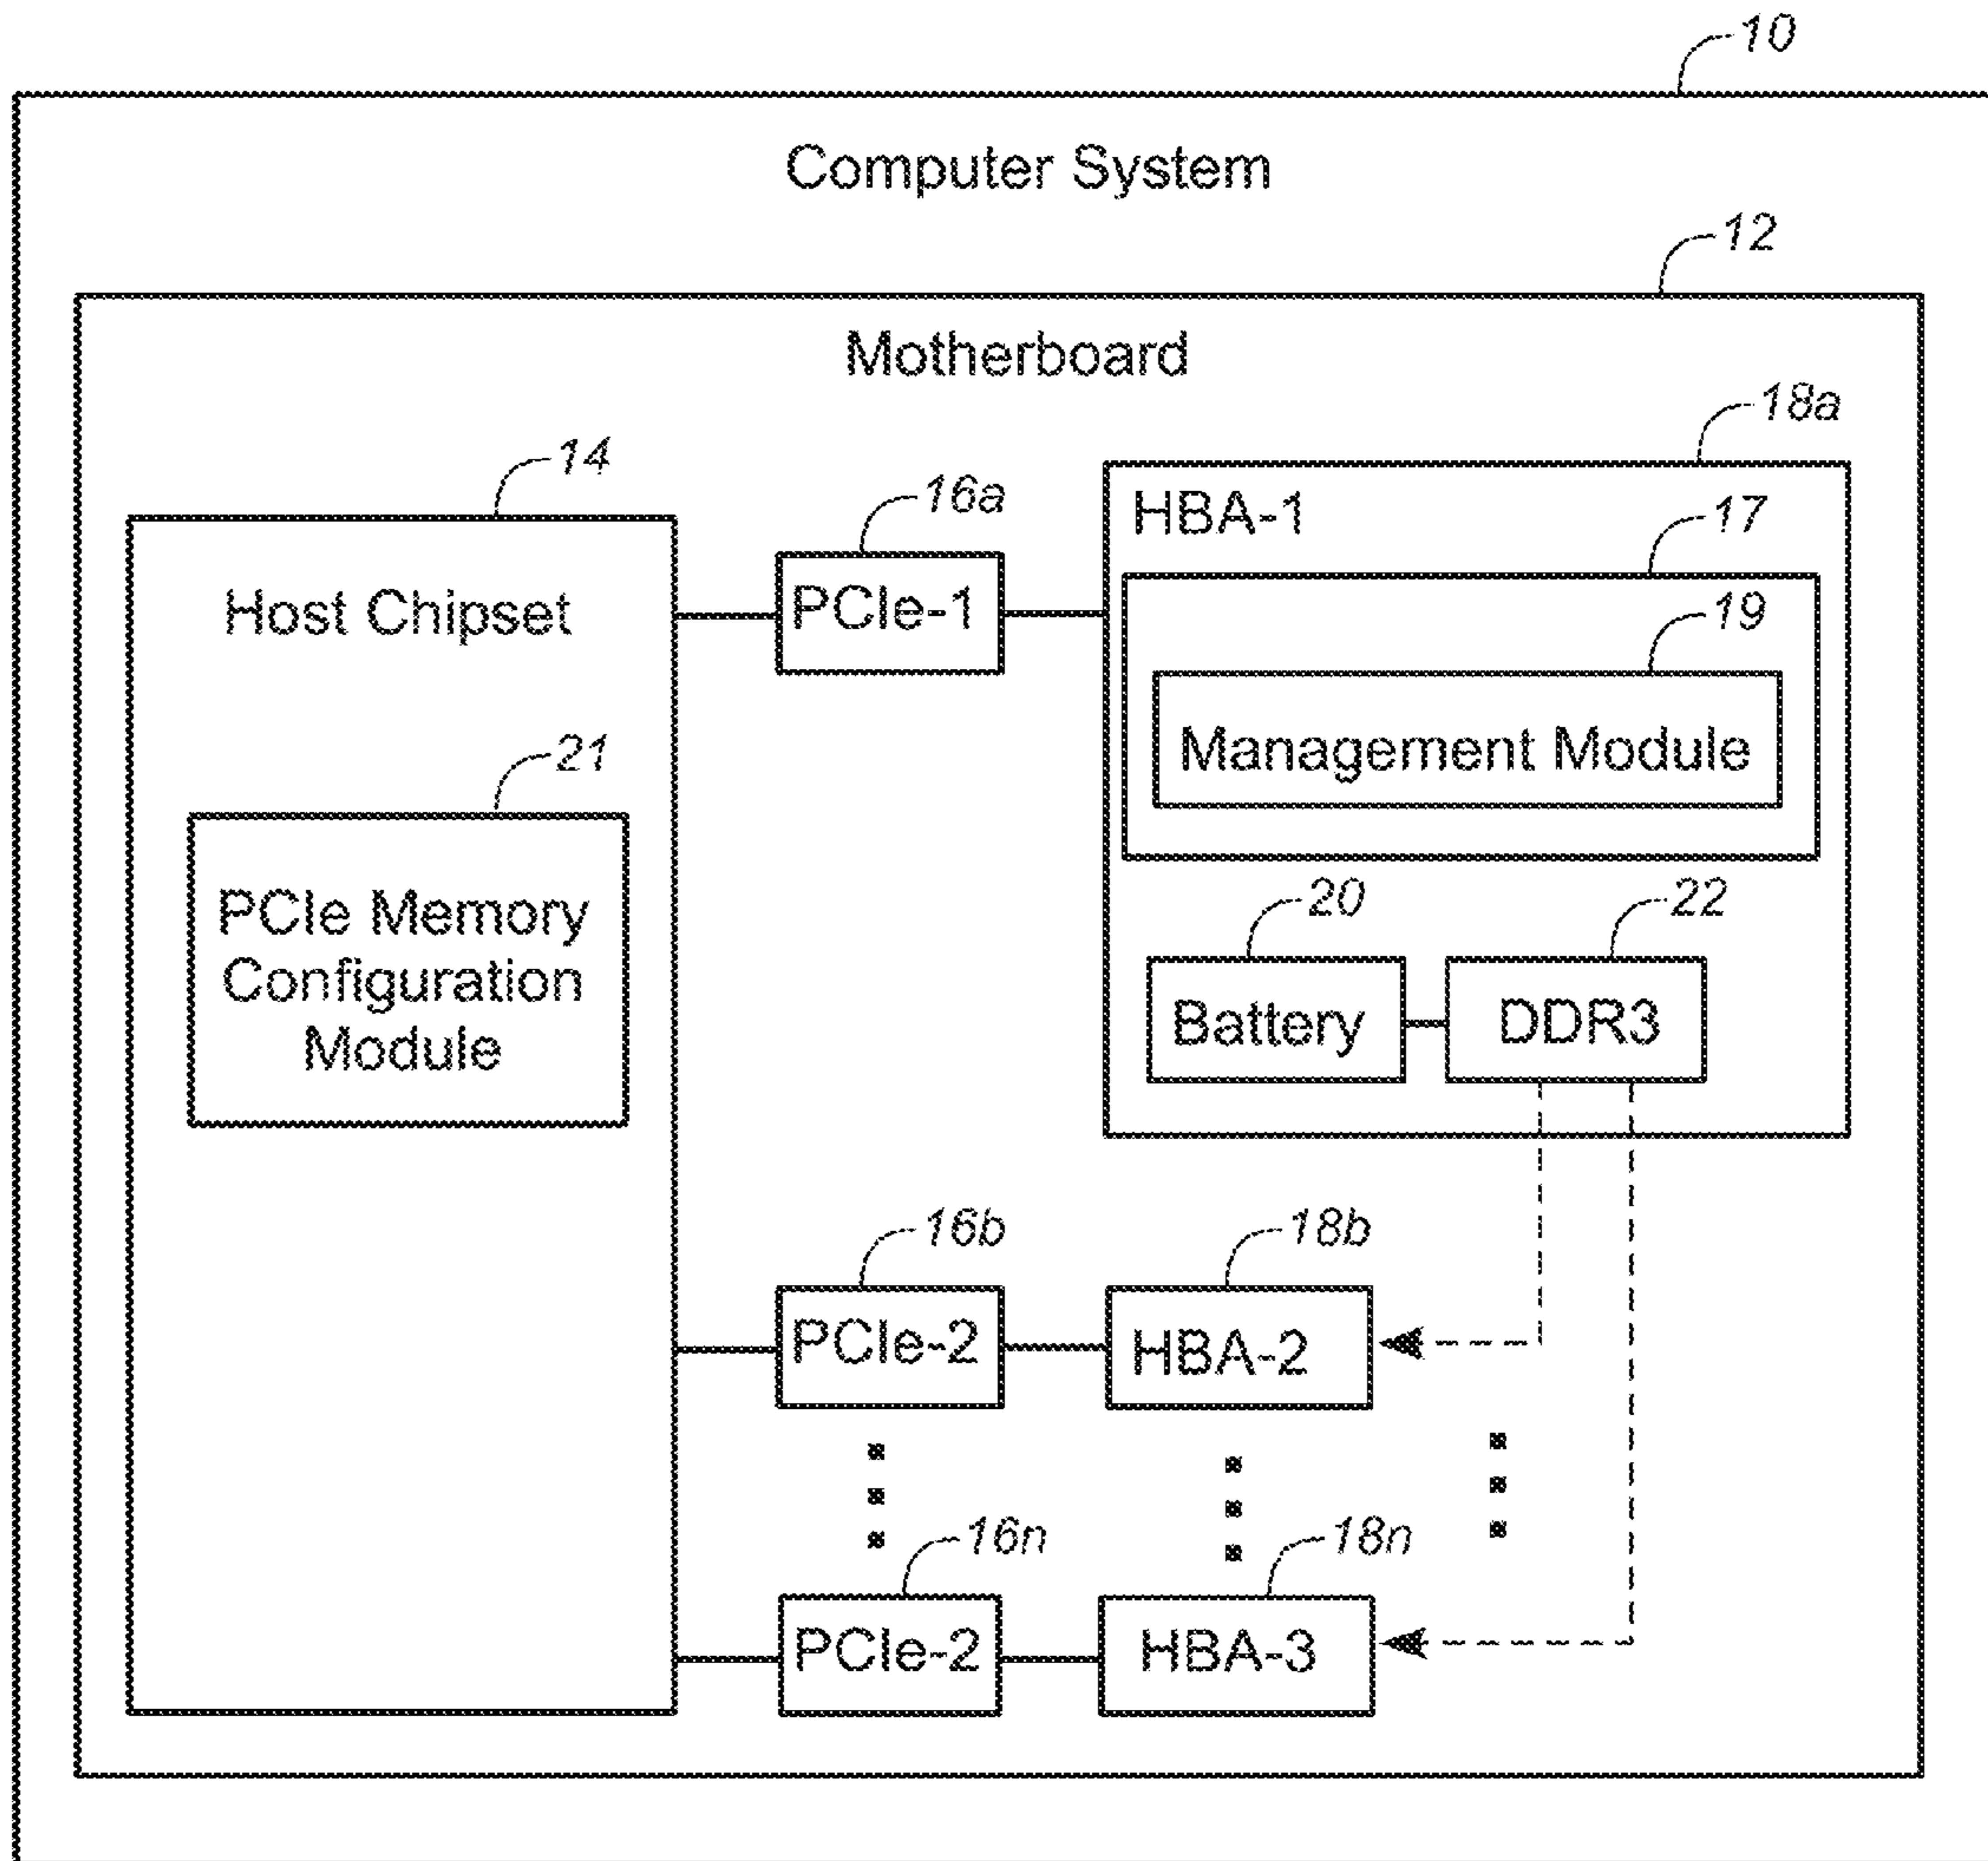 10
Computer System
12
Motherboard
18a
14
16a
HBA-1
17
Host Chipset
PCIe-1
19
Management Module
21
PCIe Memory
Configuration
Module
20
22
Battery
DDR3
16b
18b
PCIe-2
HBA-2
16n
18n
PCIe-2
HBA-3